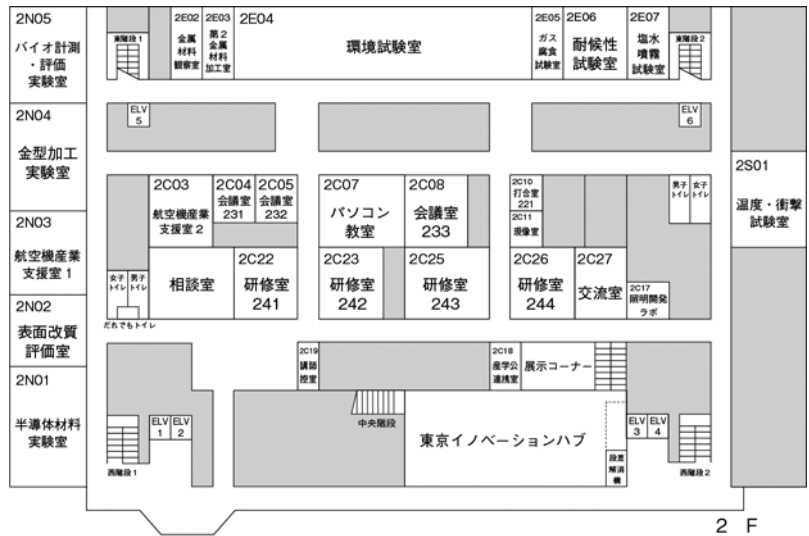 2N05
バイオ計測
・評価
実験室
2N04
金型加工
実験室
2N03
航空機産業
支援室 1
2N02
表面改質
評価室
2N01
半導体材料
実験室
東階段 1
2E02
金属
材料
観察室
2E03
第2
金属
材料
加工室
2E04
環境試験室
2E05
ガス
腐食
試験室
2E06
耐候性
試験室
2E07
塩水
噴霧
試験室
東階段 2
ELV
5
ELV
6
2C03
航空機産業
支援室 2
2C04
会議室
231
2C05
会議室
232
2C07
パソコン
教室
2C08
会議室
233
2C10
打合室
221
2C11
現像室
男子
トイレ
女子
トイレ
2S01
温度・衝撃
試験室
女子
トイレ
男子
トイレ
だれでもトイレ
相談室
2C22
研修室
241
2C23
研修室
242
2C25
研修室
243
2C26
研修室
244
2C27
交流室
2C17
照明開発
ラボ
2C19
講師
控室
2C18
産学公
連携室
展示コーナー
ELV
1
ELV
2
西階段 1
中央階段
東京イノベーションハブ
段差
解消
機
ELV
3
ELV
4
西階段 2
2 F